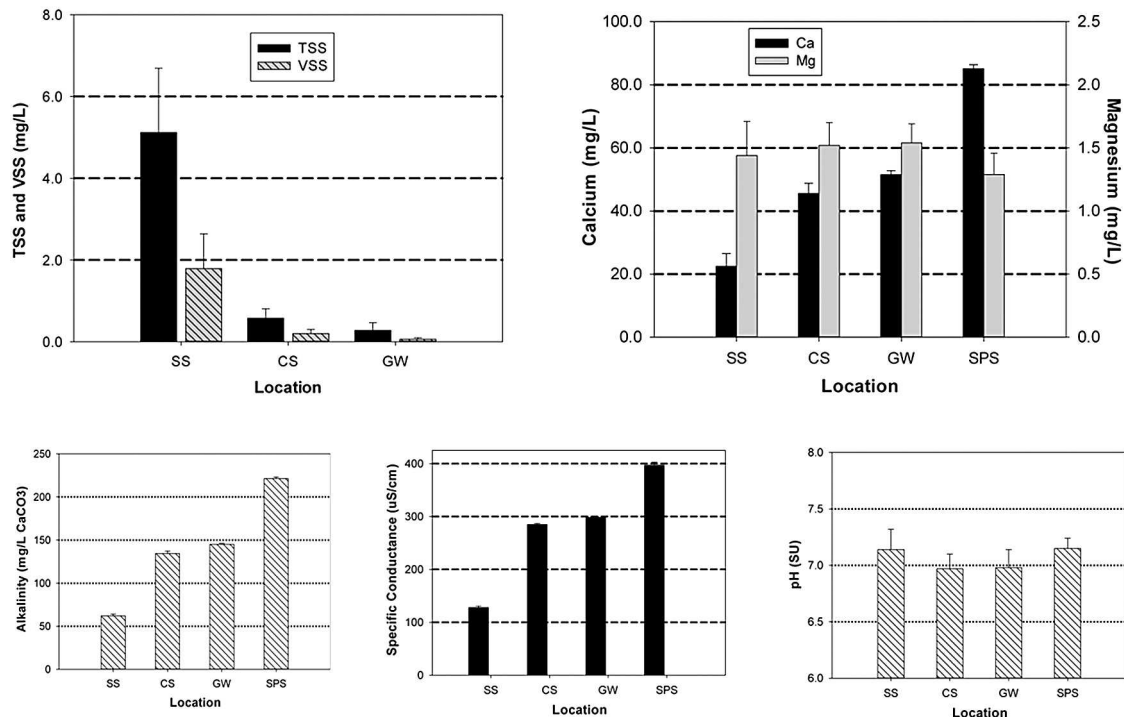 8.0
6.0
4.0
2.0
0.0
TSS and VSS (mg/L)
TSS
VSS
SS CS GW
Location
100.0
80.0
60.0
40.0
20.0
0.0
Calcium (mg/L)
Ca
Mg
2.5
2.0
1.5
1.0
0.5
0.0
Magnesium (mg/L)
SS CS GW SPS
Location
250
200
150
100
50
0
Alkalinity (mg/L CaCO3)
SS CS GW SPS
Location
400
300
200
100
0
Specific Conductance (uS/cm)
SS CS GW SPS
Location
8.0
7.5
7.0
6.5
6.0
pH (SU)
SS CS GW SPS
Location